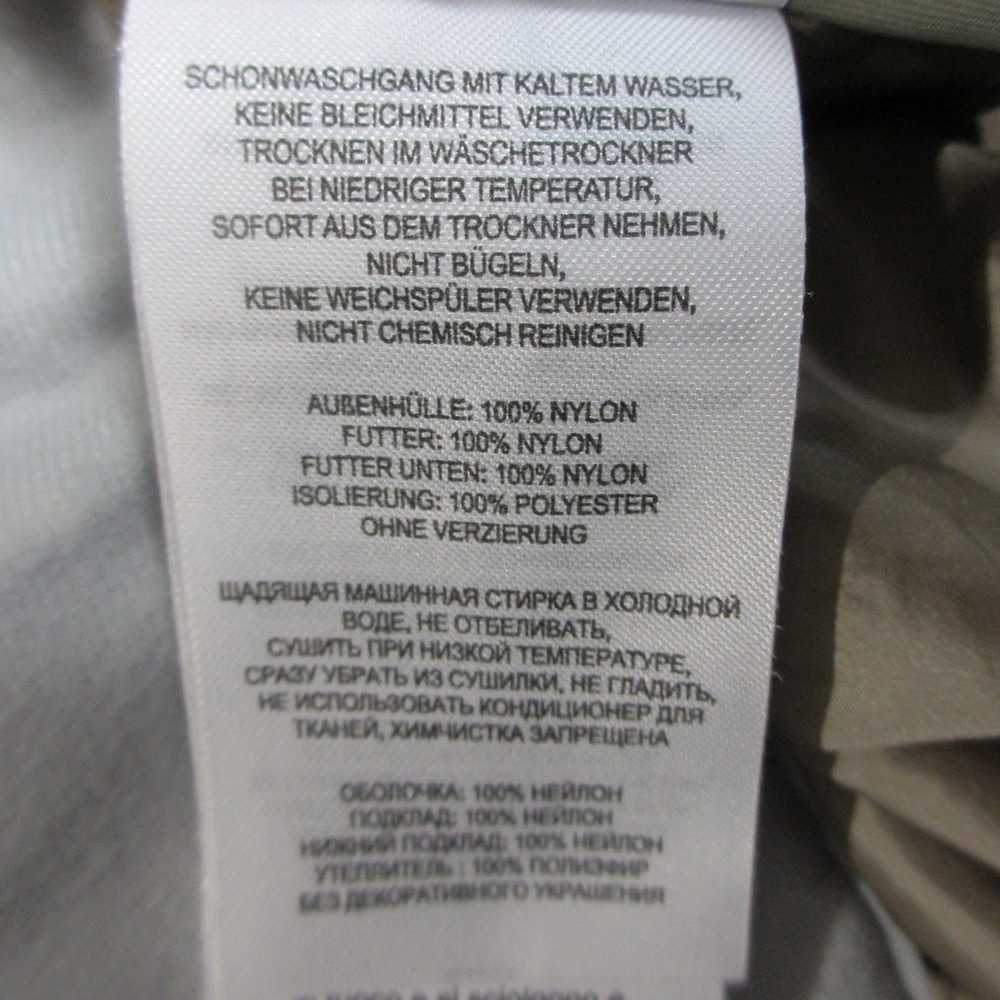 SCHONWASCHGANG MIT KALTEM WASSER,
KEINE BLEICHMITTEL VERWENDEN,
TROCKNEN IM WÄSCHETROCKNER
BEI NIEDRIGER TEMPERATUR,
SOFORT AUS DEM TROCKNER NEHMEN,
NICHT BÜGELN,
KEINE WEICHSPÜLER VERWENDEN,
NICHT CHEMISCH REINIGEN
AUßENHÜLLE: 100% NYLON
FUTTER: 100% NYLON
FUTTER UNTEN: 100% NYLON
ISOLIERUNG: 100% POLYESTER
OHNE VERZIERUNG
ЩАДЯЩАЯ МАШИННАЯ СТИРКА В ХОЛОДНОЙ
ВОДЕ, НЕ ОТБЕЛИВАТЬ,
СУШИТЬ ПРИ НИЗКОЙ ТЕМПЕРАТУРЕ,
СРАЗУ УБРАТЬ ИЗ СУШИЛКИ, НЕ ГЛАДИТЬ,
НЕ ИСПОЛЬЗОВАТЬ КОНДИЦИОНЕР ДЛЯ
ТКАНЕЙ, ХИМЧИСТКА ЗАПРЕЩЕНА
ОБОЛОЧКА: 100% НЕЙЛОН
ПОДКЛАД: 100% НЕЙЛОН
НИЖНИЙ ПОДКЛАД: 100% НЕЙЛОН
УТЕПЛИТЕЛЬ : 100% ПОЛИЭФИР
БЕЗ ДЕКОРАТИВНОГО УКРАШЕНИЯ